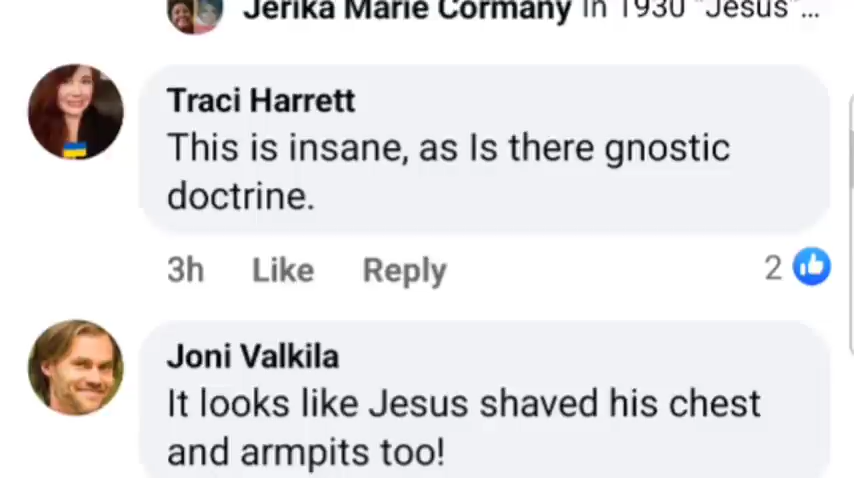 Jerika Marie Cormany In 1930 "Jesus"...
Traci Harrett
This is insane, as Is there gnostic
doctrine.
3h Like Reply 2
Joni Valkila
It looks like Jesus shaved his chest
and armpits too!